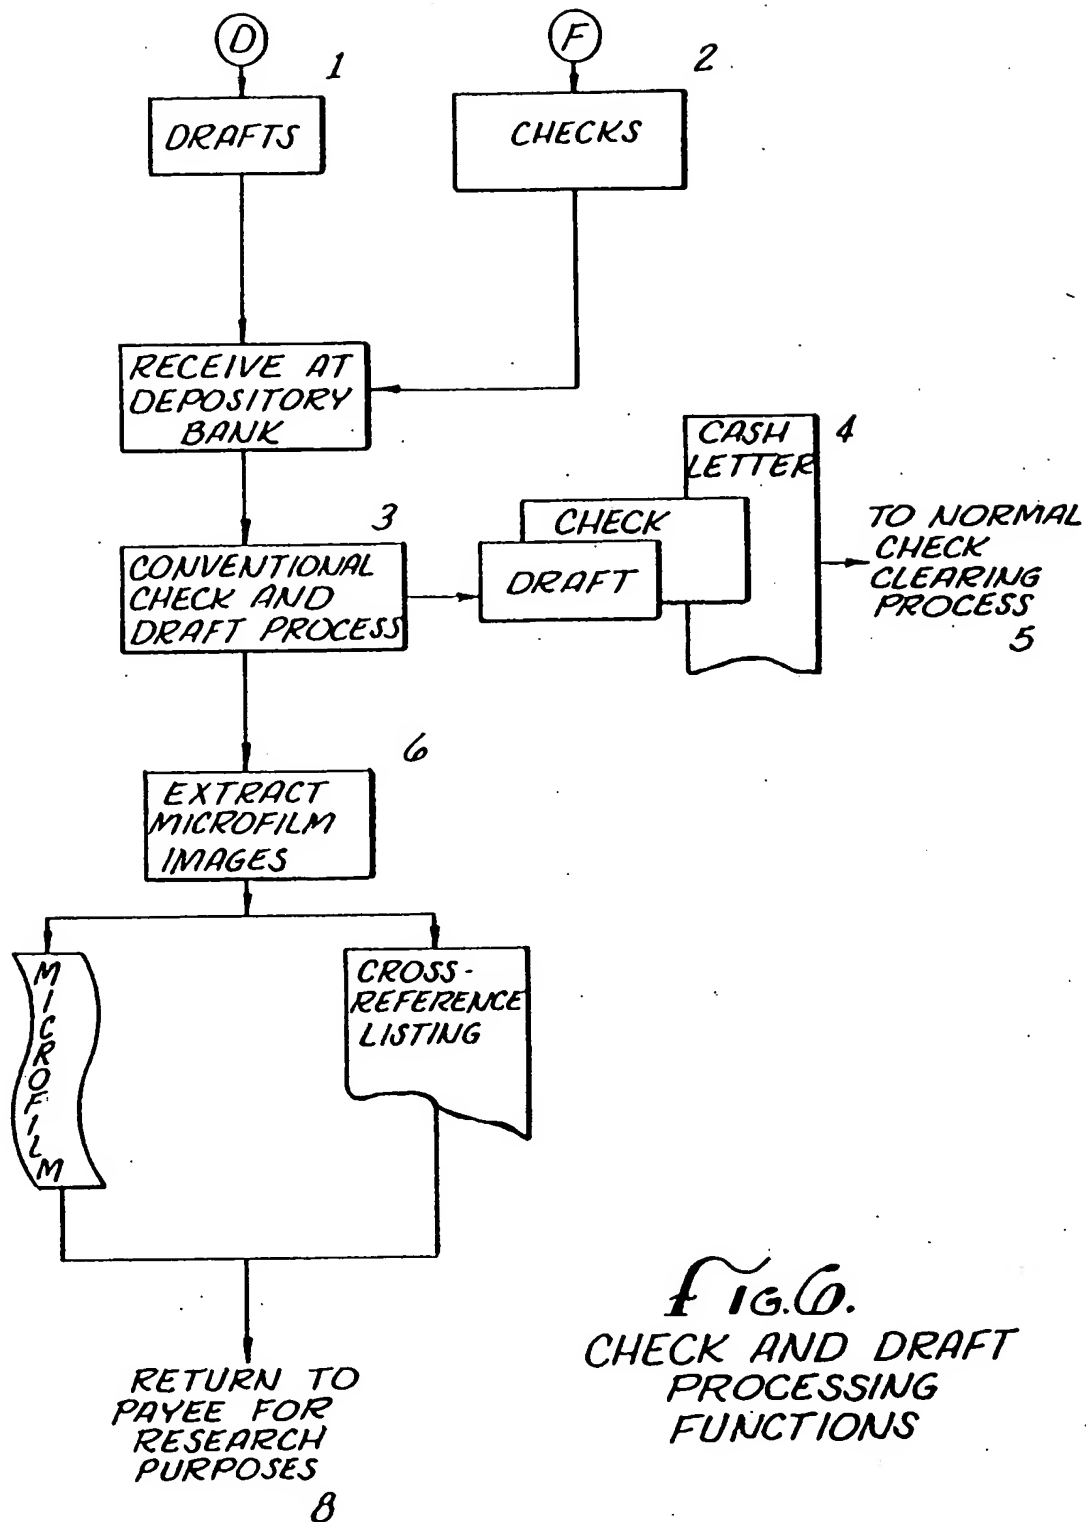 D
F
1
2
DRAFTS
CHECKS
RECEIVE AT
DEPOSITORY
BANK
3
CONVENTIONAL
CHECK AND
DRAFT PROCESS
CASH
LETTER
4
CHECK
DRAFT
TO NORMAL
CHECK
CLEARING
PROCESS
5
6
EXTRACT
MICROFILM
IMAGES
MICROFILM
CROSS-
REFERENCE
LISTING
RETURN TO
PAYEE FOR
RESEARCH
PURPOSES
8
FIG.6.
CHECK AND DRAFT
PROCESSING
FUNCTIONS